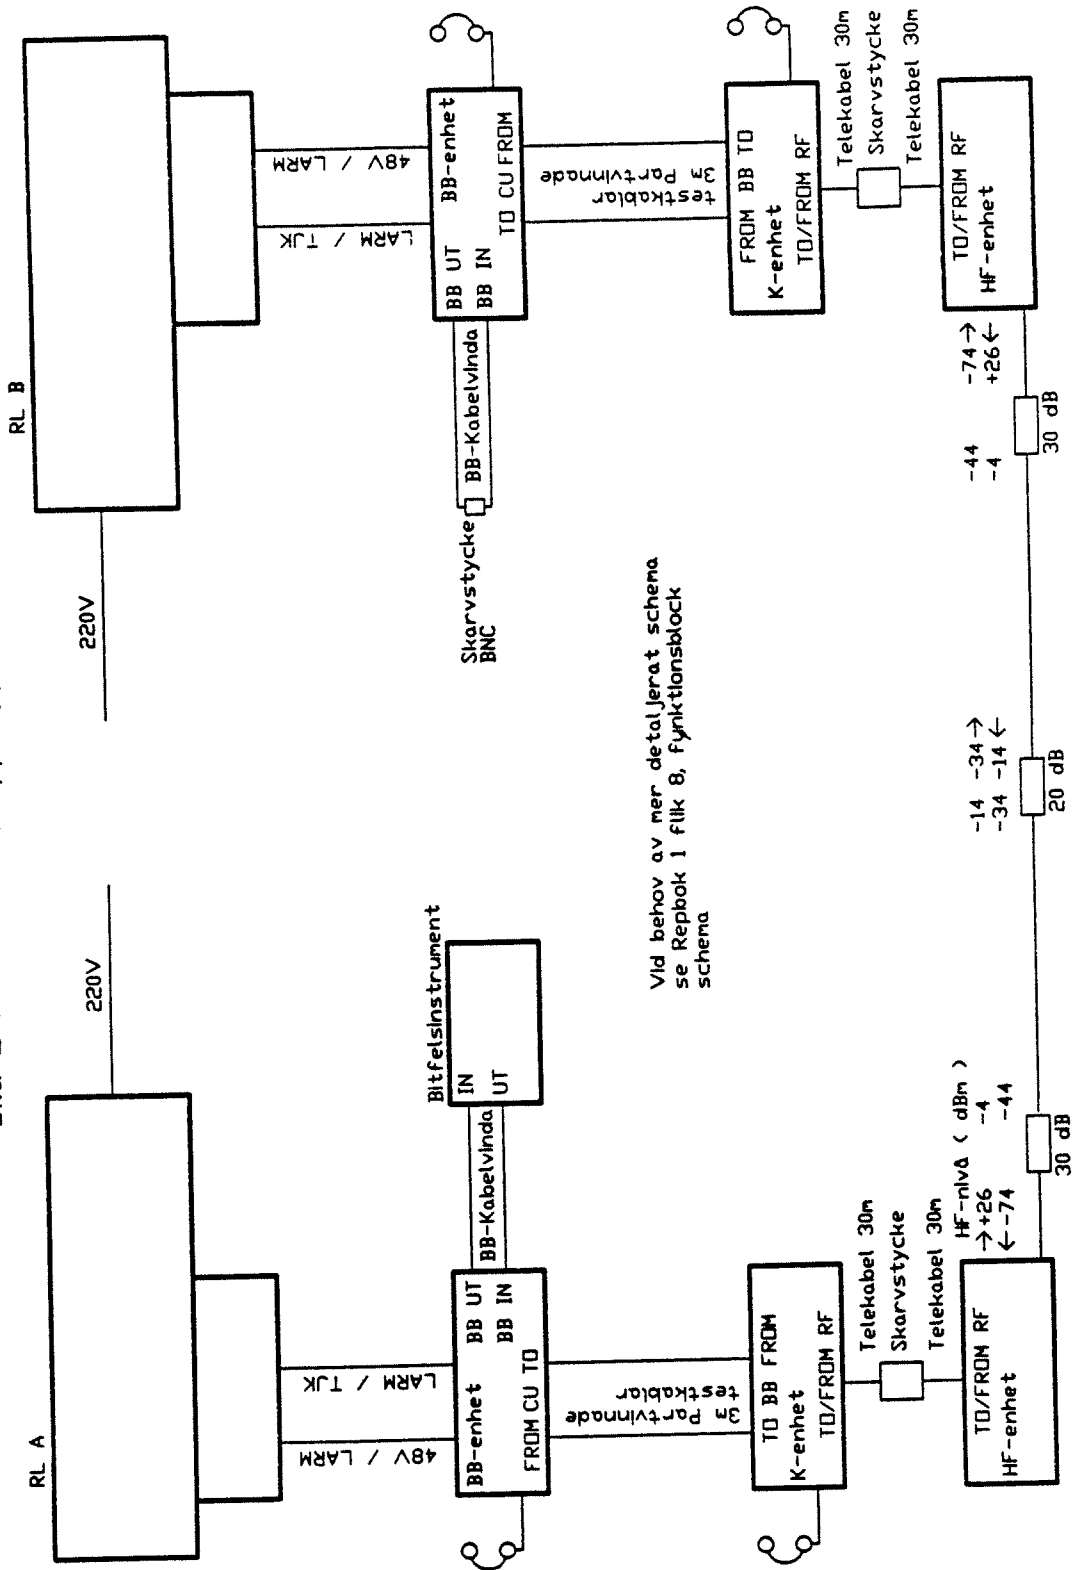 RL A
220V
48V / LARM
LARM / TJK
BB-enhet
BB UT
BB IN
FROM CU TO
BB-Kabelvinda
Bitfelsinstrument
IN
UT
3m Partvinnade
testkablar
TO BB FROM
K-enhet
TO/FROM RF
Telekabel 30m
Skarvstycke
Telekabel 30m
TO/FROM RF
HF-enhet
HF-nivå ( dBm )
→+26 -4
←-74 -44
30 dB
-14 -34→
-34 -14←
20 dB
Vid behov av mer detaljerat schema
se Repbok 1 flik 8, funktionsblock
schema
RL B
220V
LARM / TJK
48V / LARM
BB UT
BB-enhet
BB IN
TO CU FROM
BB-Kabelvinda
Skarvstycke
BNC
3m Partvinnade
testkablar
FROM BB TO
K-enhet
TO/FROM RF
Telekabel 30m
Skarvstycke
Telekabel 30m
TO/FROM RF
HF-enhet
-44 -74→
-4 +26←
30 dB